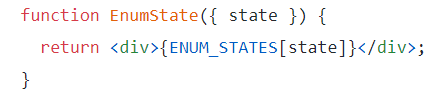 function EnumState({ state }) {
  return <div>{ENUM_STATES[state]}</div>;
}